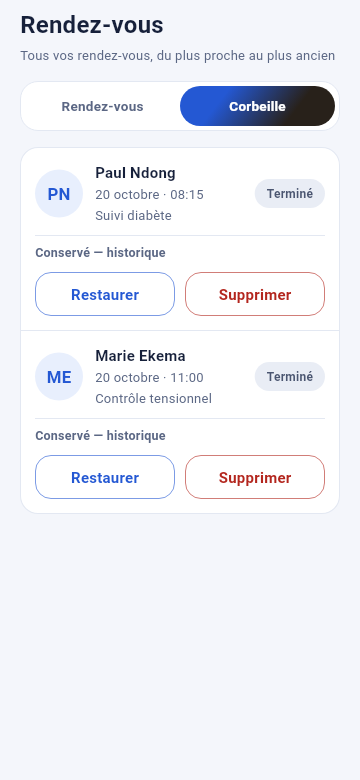 Rendez-vous
Tous vos rendez-vous, du plus proche au plus ancien
Rendez-vous
Corbeille
PN
Paul Ndong
20 octobre · 08:15
Suivi diabète
Terminé
Conservé — historique
Restaurer
Supprimer
ME
Marie Ekema
20 octobre · 11:00
Contrôle tensionnel
Terminé
Conservé — historique
Restaurer
Supprimer